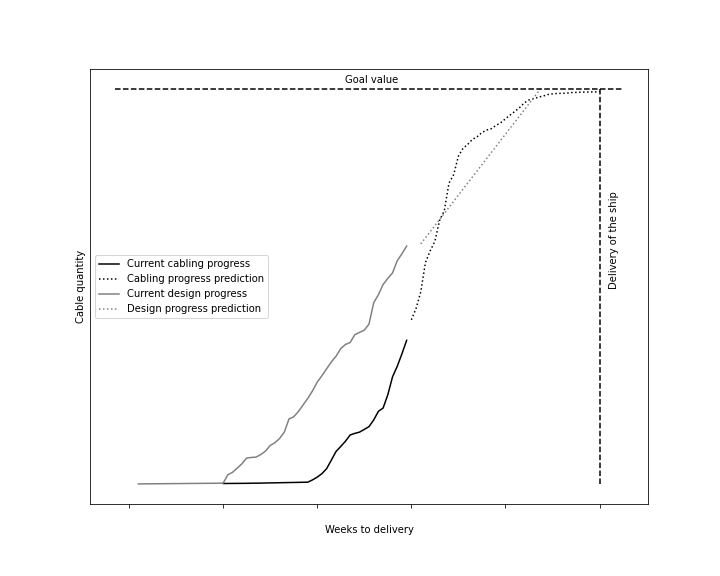 Goal value
Cable quantity
Current cabling progress
Cabling progress prediction
Current design progress
Design progress prediction
Delivery of the ship
Weeks to delivery